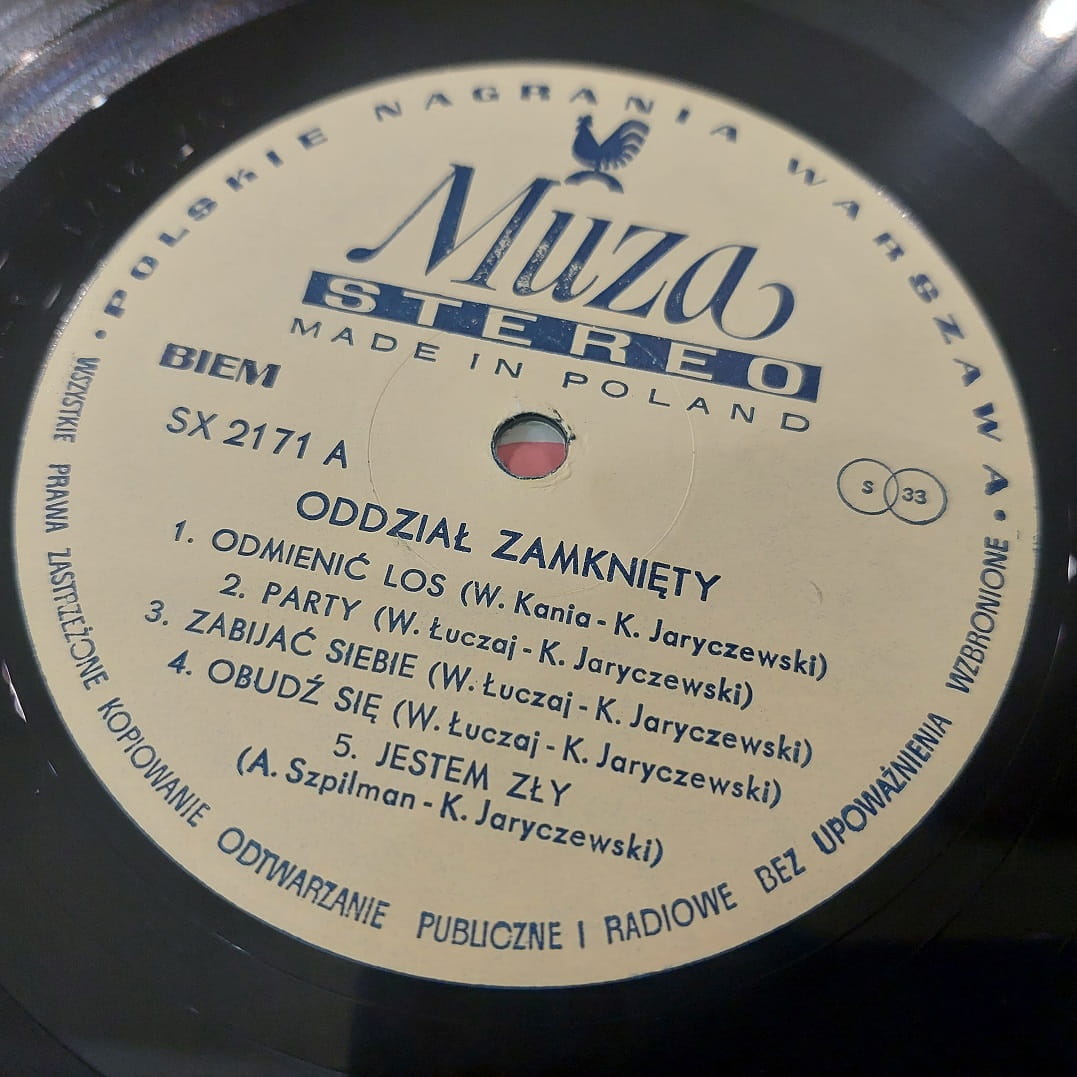 • POLSKIE NAGRANIA WARSZAWA •
Muza
STEREO
MADE IN POLAND
BIEM
SX 2171 A
S 33
ODDZIAŁ ZAMKNIĘTY
1. ODMIENIĆ LOS (W. Kania - K. Jaryczewski)
2. PARTY (W. Łuczaj - K. Jaryczewski)
3. ZABIJAĆ SIEBIE (W. Łuczaj - K. Jaryczewski)
4. OBUDŹ SIĘ (W. Łuczaj - K. Jaryczewski)
5. JESTEM ZŁY
(A. Szpilman - K. Jaryczewski)
WSZYSTKIE PRAWA ZASTRZEŻONE KOPIOWANIE ODTWARZANIE PUBLICZNE I RADIOWE BEZ UPOWAŻNIENIA WZBRONIONE